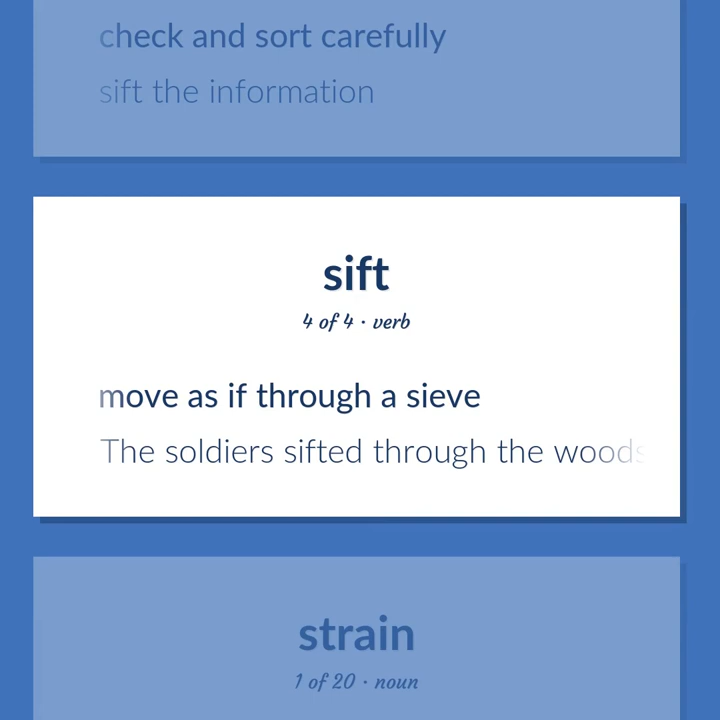 check and sort carefully
sift the information
sift
4 of 4 · verb
move as if through a sieve
The soldiers sifted through the woods
strain
1 of 20 · noun